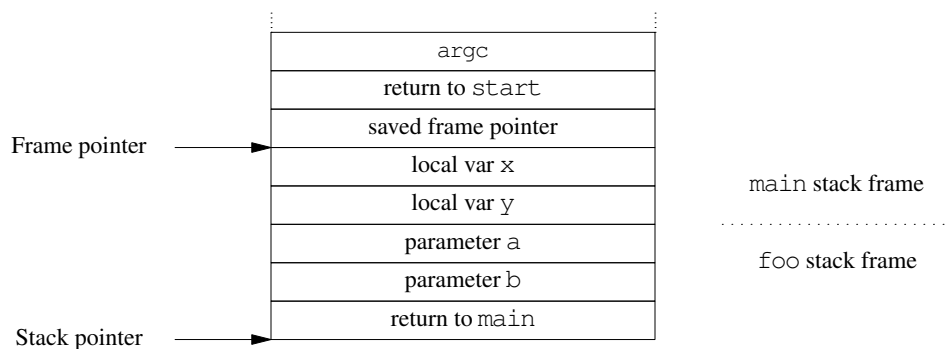 argc
return to start
saved frame pointer
Frame pointer
local var x
main stack frame
local var y
parameter a
foo stack frame
parameter b
return to main
Stack pointer